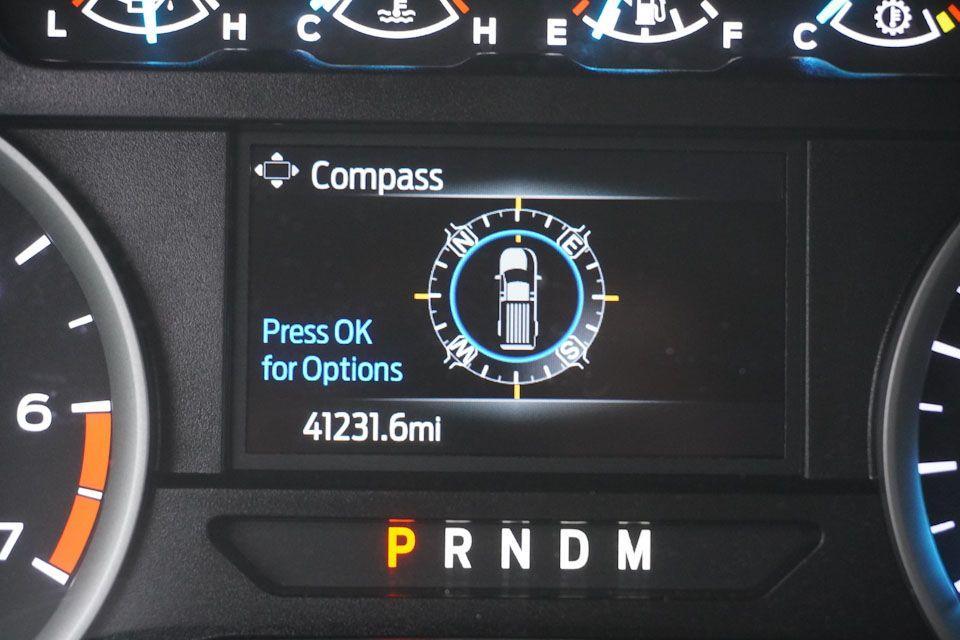 L H C H E F C
Compass
N E
Press OK
for Options
W S
41231.6mi
6
7
P R N D M